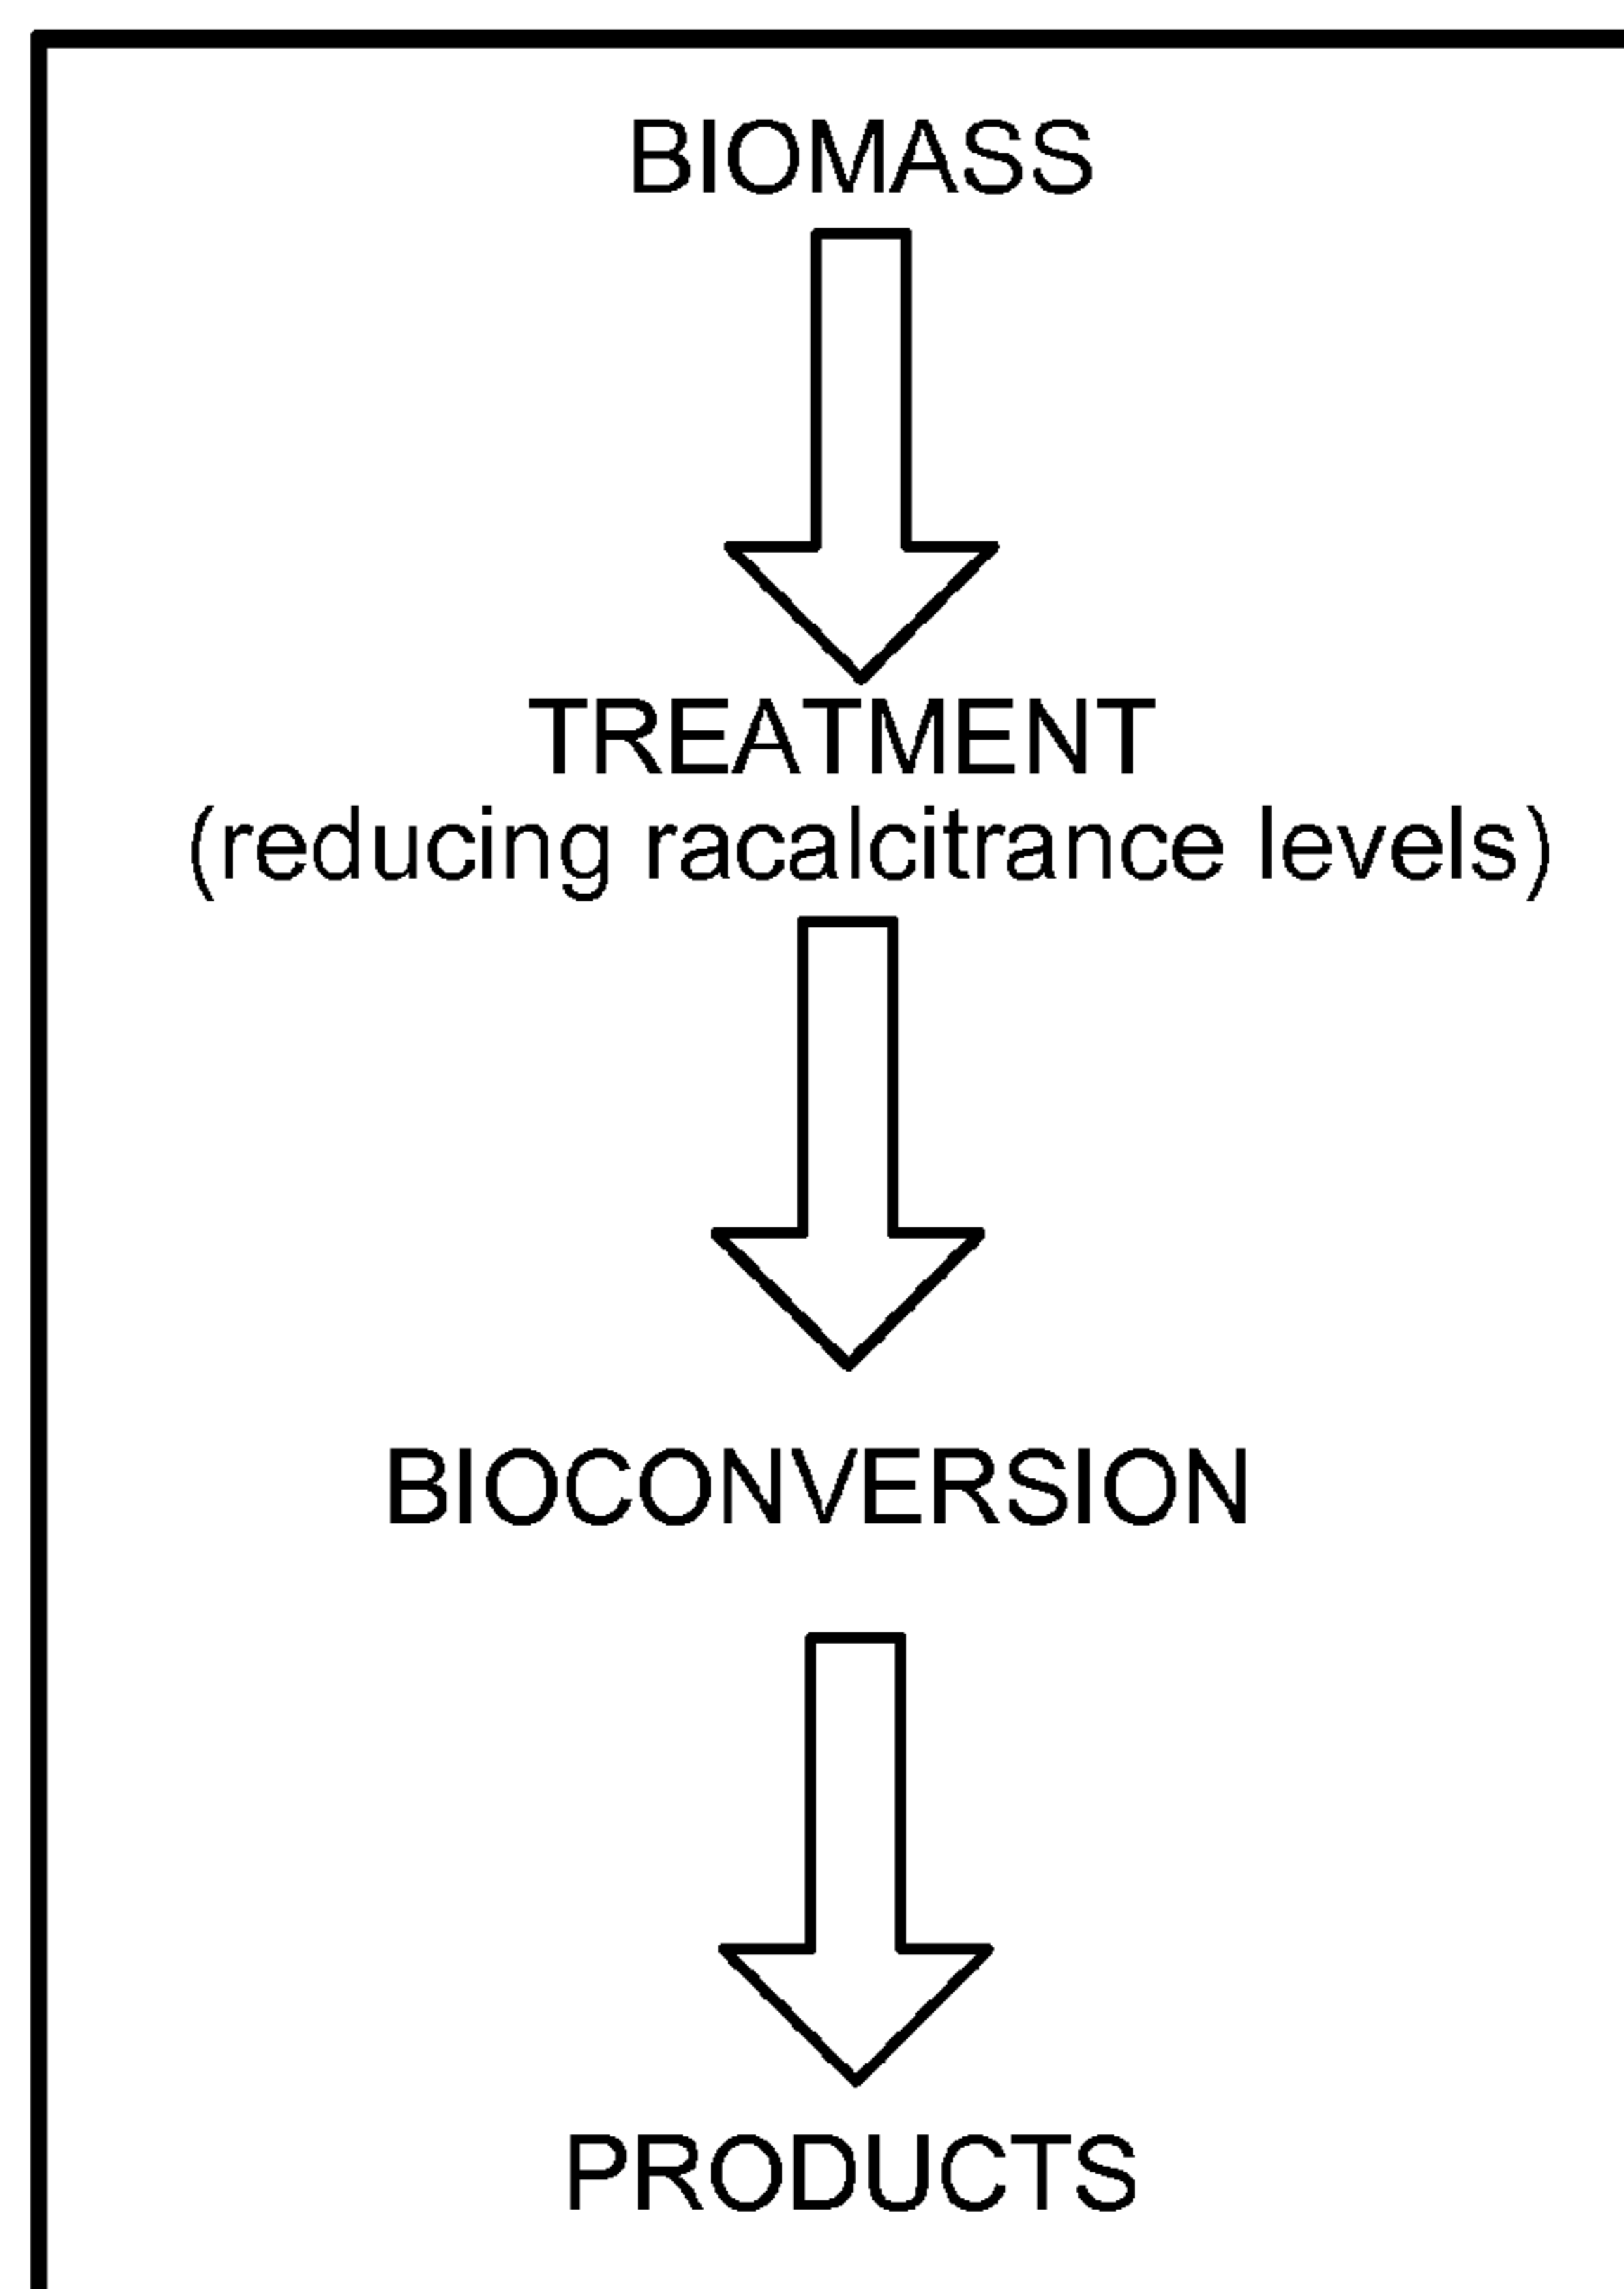 BIOMASS
TREATMENT
(reducing racalcitrance levels)
BIOCONVERSION
PRODUCTS